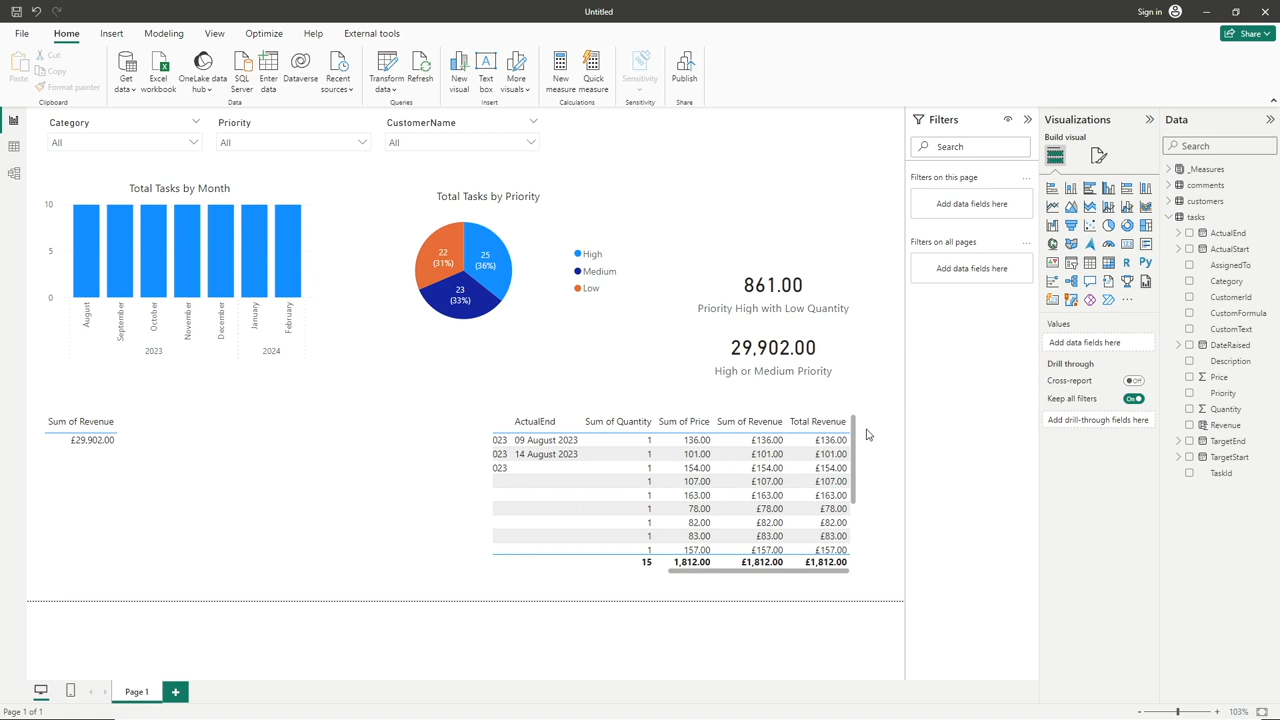 Untitled
Sign in
File Home Insert Modeling View Optimize Help External tools
Share
Paste
Cut
Copy
Format painter
Clipboard
Get data
Excel workbook
OneLake data hub
SQL Server
Enter data
Dataverse
Recent sources
Data
Transform data
Refresh
Queries
New visual
Text box
More visuals
Insert
New measure
Quick measure
Calculations
Sensitivity
Sensitivity
Publish
Share
Category
All
Priority
All
CustomerName
All
Total Tasks by Month
10
5
0
August
September
October
November
December
January
February
2023
2024
Total Tasks by Priority
22
(31%)
25
(36%)
23
(33%)
High
Medium
Low
861.00
Priority High with Low Quantity
29,902.00
High or Medium Priority
Sum of Revenue
£29,902.00
ActualEnd Sum of Quantity Sum of Price Sum of Revenue Total Revenue
023 09 August 2023 1 136.00 £136.00 £136.00
023 14 August 2023 1 101.00 £101.00 £101.00
023 1 154.00 £154.00 £154.00
1 107.00 £107.00 £107.00
1 163.00 £163.00 £163.00
1 78.00 £78.00 £78.00
1 82.00 £82.00 £82.00
1 83.00 £83.00 £83.00
1 157.00 £157.00 £157.00
15 1,812.00 £1,812.00 £1,812.00
Filters
Search
Filters on this page
...
Add data fields here
Filters on all pages
...
Add data fields here
Visualizations
Build visual
R Py
...
Values
Add data fields here
Drill through
Cross-report Off
Keep all filters On
Add drill-through fields here
Data
Search
_Measures
comments
customers
tasks
ActualEnd
ActualStart
AssignedTo
Category
CustomerId
CustomFormula
CustomText
DateRaised
Description
Price
Priority
Quantity
Revenue
TargetEnd
TargetStart
TaskId
Page 1
+
Page 1 of 1
- + 103%